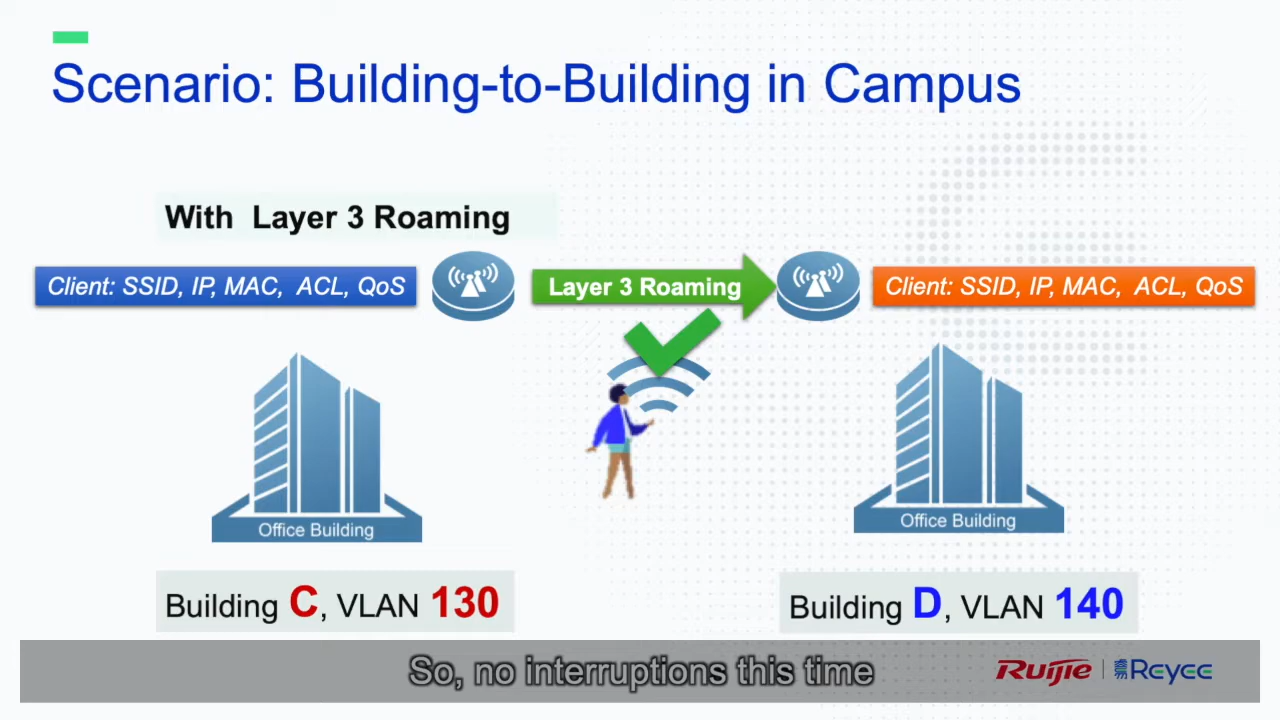 Scenario: Building-to-Building in Campus
With Layer 3 Roaming
Client: SSID, IP, MAC, ACL, QoS
Layer 3 Roaming
Client: SSID, IP, MAC, ACL, QoS
Office Building
Office Building
Building C, VLAN 130
Building D, VLAN 140
So, no interruptions this time
Ruijie | Reyee